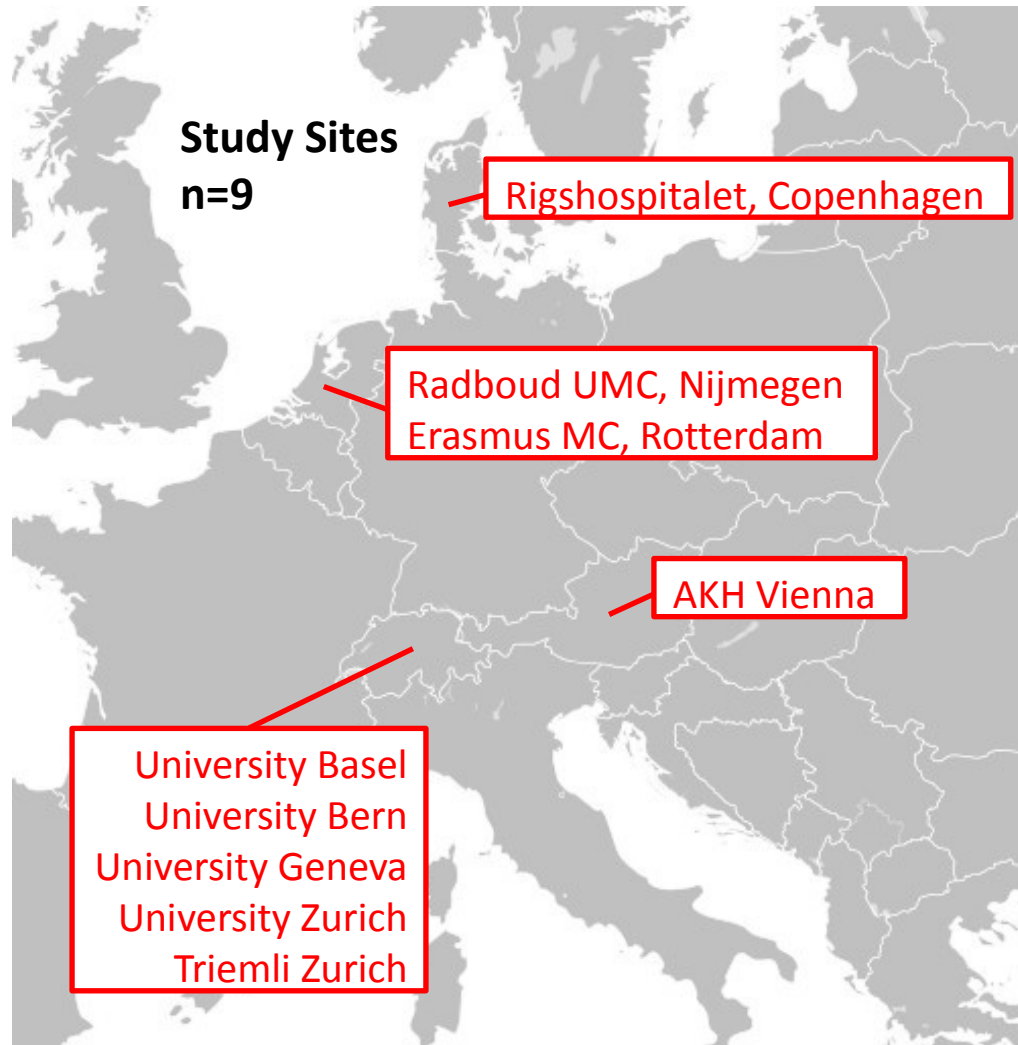 Study Sites
n=9
Rigshospitalet, Copenhagen
Radboud UMC, Nijmegen
Erasmus MC, Rotterdam
AKH Vienna
University Basel
University Bern
University Geneva
University Zurich
Triemli Zurich